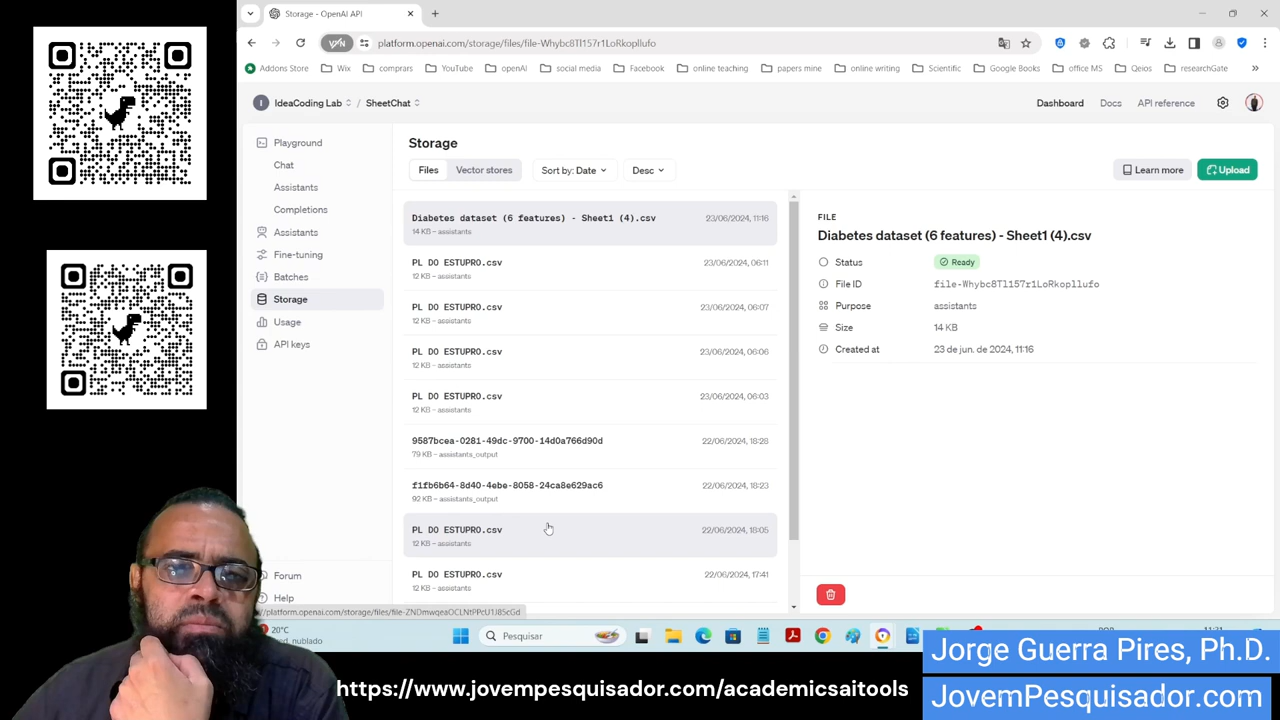 Storage - OpenAI API
VPN
platform.openai.com/storage/files/file-Whybc8Tl157r1LoRkopllufo
Addons Store
Wix
comprars
YouTube
openAI
social media
Facebook
online teaching
papers mine
online writing
Scientific
Google Books
office MS
Qeios
researchGate
I
IdeaCoding Lab
/
SheetChat
Dashboard
Docs
API reference
Playground
Chat
Assistants
Completions
Assistants
Fine-tuning
Batches
Storage
Usage
API keys
Forum
Help
Storage
Files
Vector stores
Sort by: Date
Desc
Learn more
Upload
Diabetes dataset (6 features) - Sheet1 (4).csv
23/06/2024, 11:16
14 KB – assistants
PL DO ESTUPRO.csv
23/06/2024, 06:11
12 KB – assistants
PL DO ESTUPRO.csv
23/06/2024, 06:07
12 KB – assistants
PL DO ESTUPRO.csv
23/06/2024, 06:06
12 KB – assistants
PL DO ESTUPRO.csv
23/06/2024, 06:03
12 KB – assistants
9587bcea-0281-49dc-9700-14d0a766d90d
22/06/2024, 18:28
79 KB – assistants_output
f1fb6b64-8d40-4ebe-8058-24ca8e629ac6
22/06/2024, 18:23
92 KB – assistants_output
PL DO ESTUPRO.csv
22/06/2024, 18:05
12 KB – assistants
PL DO ESTUPRO.csv
22/06/2024, 17:41
12 KB – assistants
FILE
Diabetes dataset (6 features) - Sheet1 (4).csv
Status
Ready
File ID
file-Whybc8Tl157r1LoRkopllufo
Purpose
assistants
Size
14 KB
Created at
23 de jun. de 2024, 11:16
//platform.openai.com/storage/files/file-ZNDmwqeaOCLNtPPcU1J85cGd
20°C
nublado
Pesquisar
Jorge Guerra Pires, Ph.D.
https://www.jovempesquisador.com/academicsaitools
JovemPesquisador.com